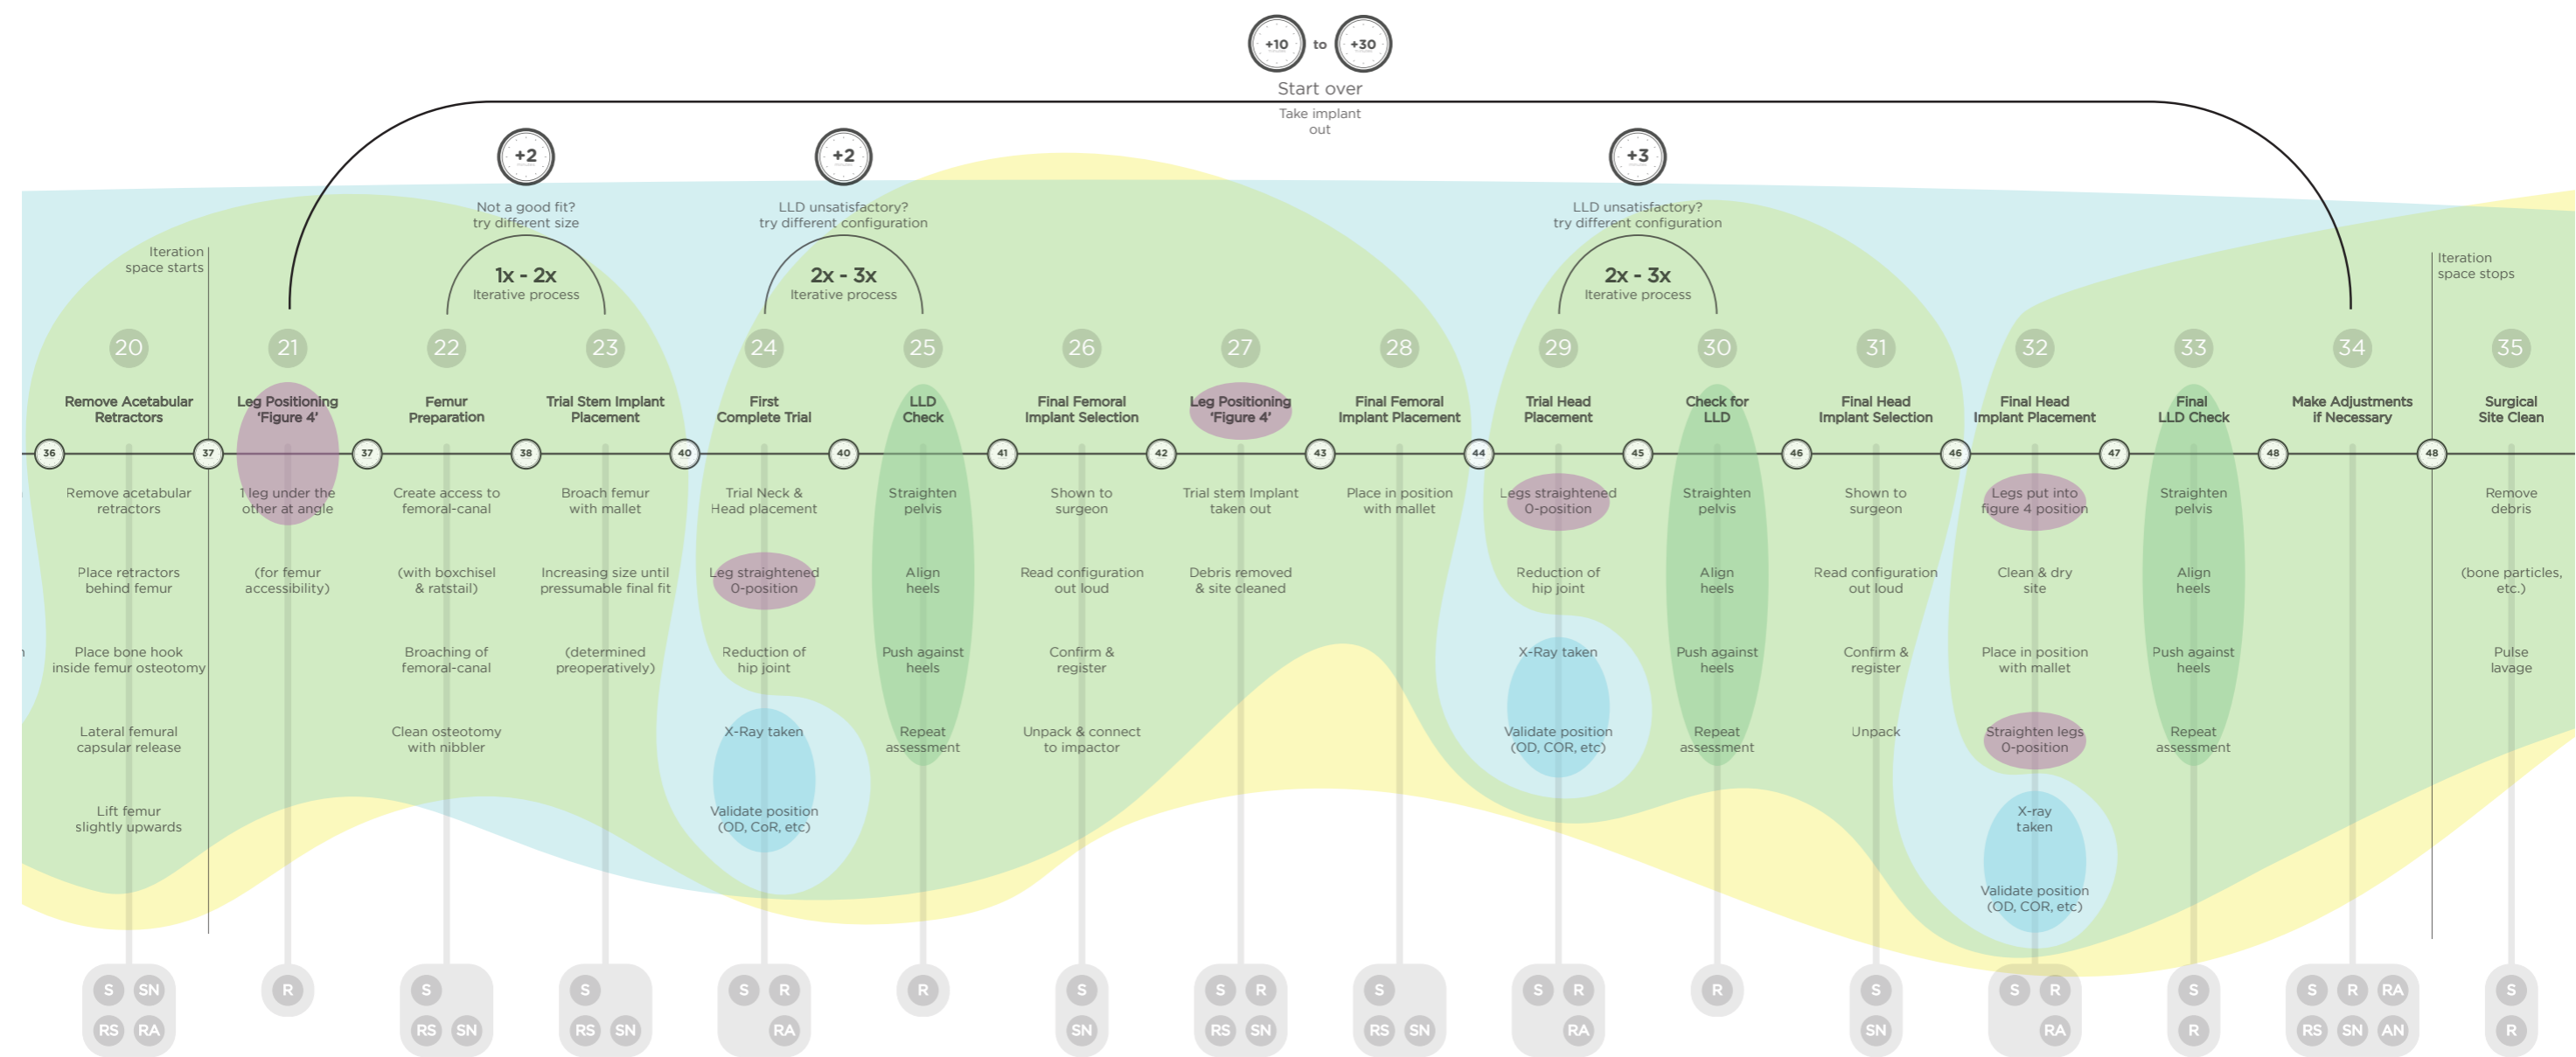 +10 to +30
Start over
Take implant
out
+2
Not a good fit?
try different size
1x - 2x
Iterative process
+2
LLD unsatisfactory?
try different configuration
2x - 3x
Iterative process
+3
LLD unsatisfactory?
try different configuration
2x - 3x
Iterative process
Iteration
space starts
Iteration
space stops
36
20
Remove Acetabular
Retractors
Remove acetabular
retractors
Place retractors
behind femur
Place bone hook
inside femur osteotomy
Lateral femural
capsular release
Lift femur
slightly upwards
S SN
RS RA
37
21
Leg Positioning
‘Figure 4’
1 leg under the
other at angle
(for femur
accessibility)
R
37
22
Femur
Preparation
Create access to
femoral-canal
(with boxchisel
& ratstail)
Broaching of
femoral-canal
Clean osteotomy
with nibbler
S
RS SN
38
23
Trial Stem Implant
Placement
Broach femur
with mallet
Increasing size until
pressumable final fit
(determined
preoperatively)
S
RS SN
40
24
First
Complete Trial
Trial Neck &
Head placement
Leg straightened
0-position
Reduction of
hip joint
X-Ray taken
Validate position
(OD, CoR, etc)
S R
RA
40
25
LLD
Check
Straighten
pelvis
Align
heels
Push against
heels
Repeat
assessment
R
41
26
Final Femoral
Implant Selection
Shown to
surgeon
Read configuration
out loud
Confirm &
register
Unpack & connect
to impactor
S
SN
42
27
Leg Positioning
‘Figure 4’
Trial stem Implant
taken out
Debris removed
& site cleaned
S R
RS SN
43
28
Final Femoral
Implant Placement
Place in position
with mallet
S
RS SN
44
29
Trial Head
Placement
Legs straightened
0-position
Reduction of
hip joint
X-Ray taken
Validate position
(OD, COR, etc)
S R
RA
45
30
Check for
LLD
Straighten
pelvis
Align
heels
Push against
heels
Repeat
assessment
R
46
31
Final Head
Implant Selection
Shown to
surgeon
Read configuration
out loud
Confirm &
register
Unpack
S
SN
46
32
Final Head
Implant Placement
Legs put into
figure 4 position
Clean & dry
site
Place in position
with mallet
Straighten legs
0-position
X-ray
taken
Validate position
(OD, COR, etc)
S R
RA
47
33
Final
LLD Check
Straighten
pelvis
Align
heels
Push against
heels
Repeat
assessment
S
R
48
34
Make Adjustments
if Necessary
S R RA
RS SN AN
48
35
Surgical
Site Clean
Remove
debris
(bone particles,
etc.)
Pulse
lavage
S
R